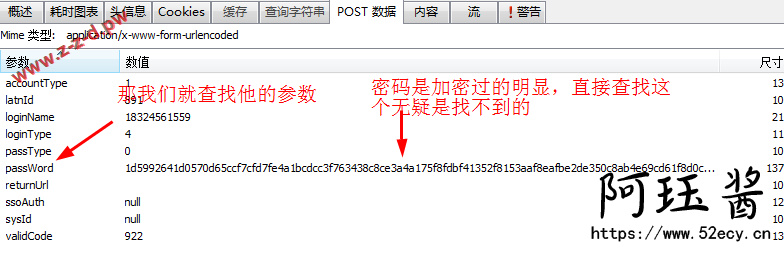 概述 耗时图表 头信息 Cookies 缓存 查询字符串 POST 数据 内容 流 ! 警告
Mime 类型: application/x-www-form-urlencoded
www.z-z-d.pw
参数 数值 尺寸
accountType 1 13
latnId 891 10
loginName 18324561559 21
loginType 4 11
passType 0 10
passWord 1d5992641d0570d65ccf7cfd7fe4a1bcdcc3f763438c8ce3a4a175f8fdbf41352f8153aaf8eafbe2de350c8ab4e69cd61f8d0c... 137
returnUrl 10
ssoAuth null 12
sysId null 10
validCode 922 13
那我们就查找他的参数
密码是加密过的明显，直接查找这
个无疑是找不到的
阿珏酱
https://www.52ecy.cn